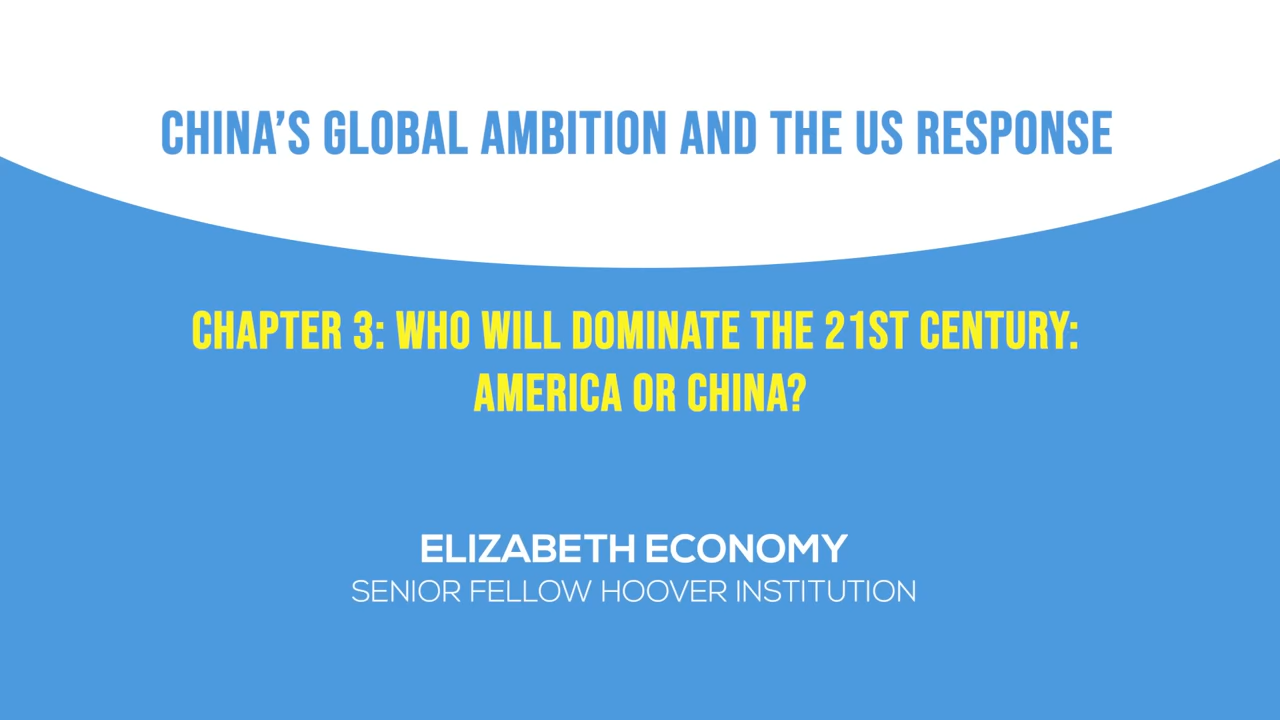 CHINA'S GLOBAL AMBITION AND THE US RESPONSE
CHAPTER 3: WHO WILL DOMINATE THE 21ST CENTURY:
AMERICA OR CHINA?
ELIZABETH ECONOMY
SENIOR FELLOW HOOVER INSTITUTION